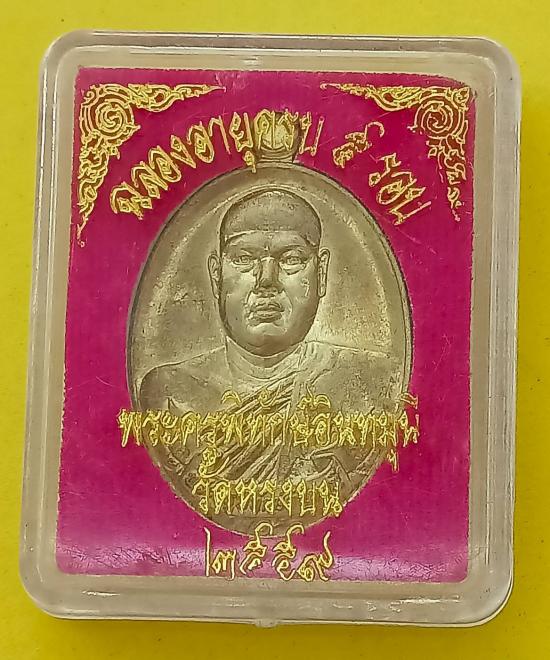 ฉลองอายุครบ ๕ รอบ
พระครูพิทักษ์อินทมุนี
วัดทรงบน
๒๕๕๙